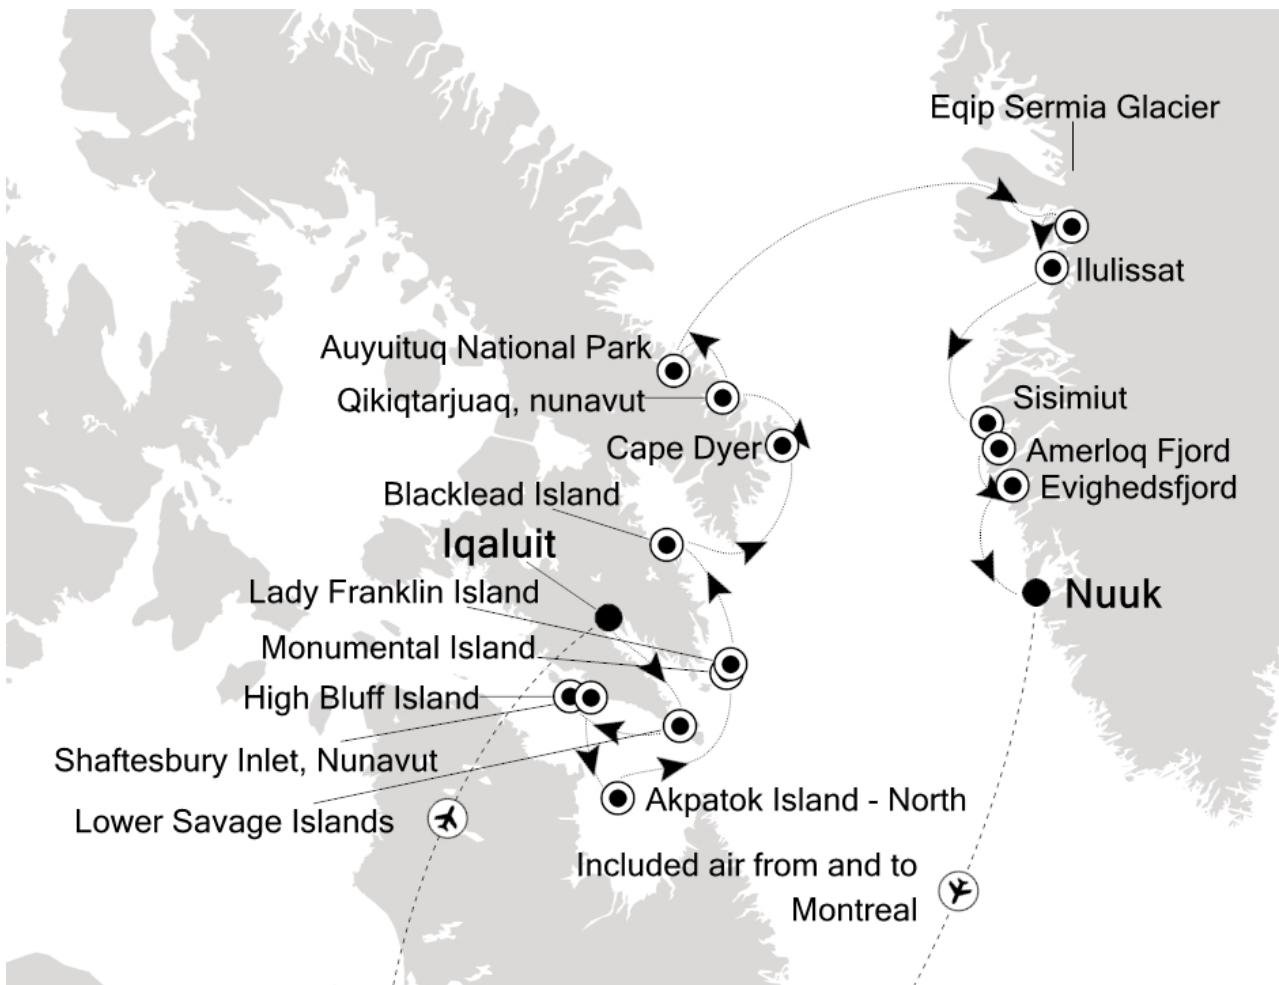 Eqip Sermia Glacier
Ilulissat
Auyuituq National Park
Qikiqtarjuaq, nunavut
Sisimiut
Cape Dyer
Amerloq Fjord
Blacklead Island
Evighedsfjord
Iqaluit
Lady Franklin Island
Nuuk
Monumental Island
High Bluff Island
Shaftesbury Inlet, Nunavut
Akpatok Island - North
Lower Savage Islands
Included air from and to
Montreal